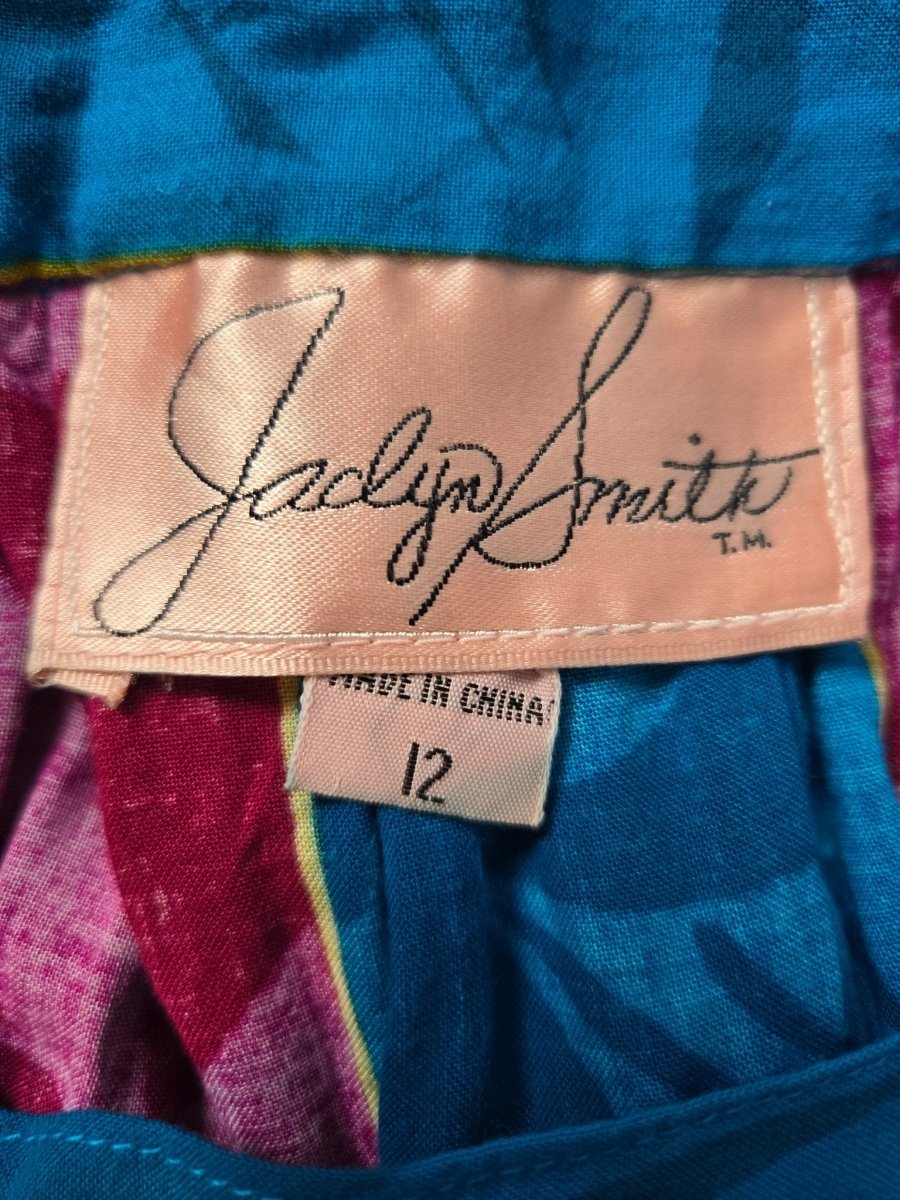 Jaclyn Smith
T.M.
MADE IN CHINA
12